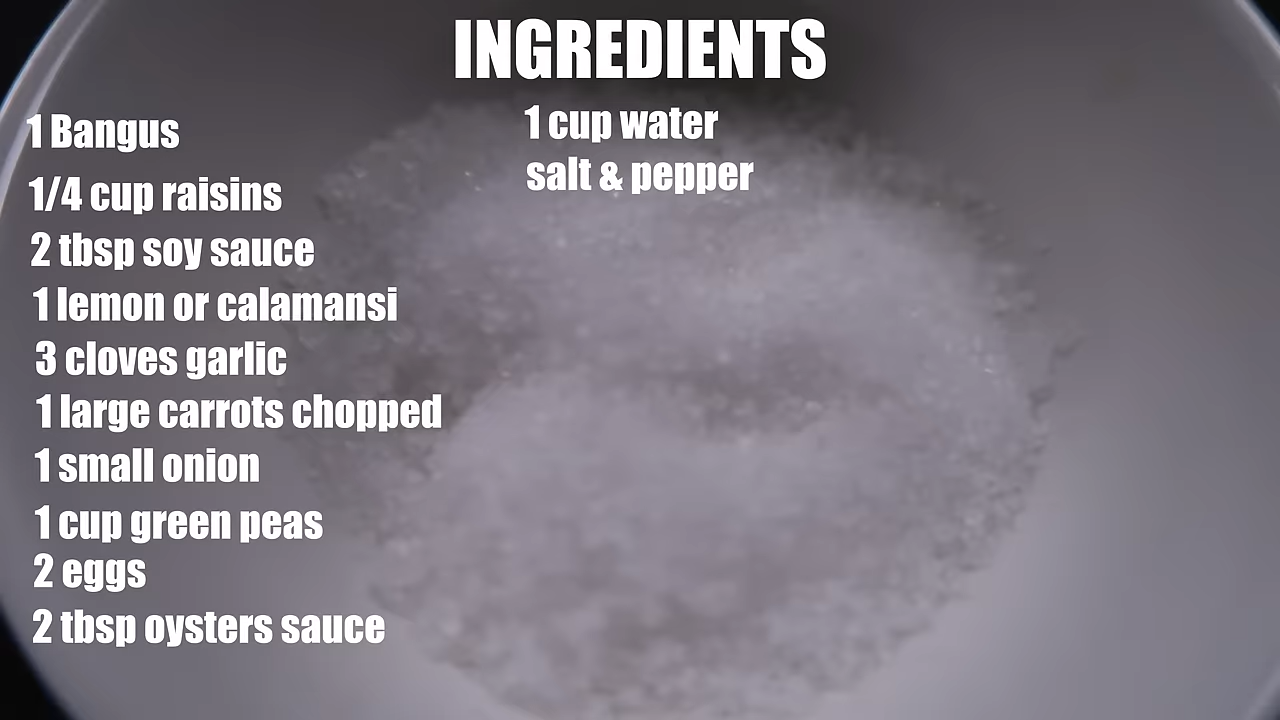 INGREDIENTS
1 Bangus
1/4 cup raisins
2 tbsp soy sauce
1 lemon or calamansi
3 cloves garlic
1 large carrots chopped
1 small onion
1 cup green peas
2 eggs
2 tbsp oysters sauce
1 cup water
salt & pepper